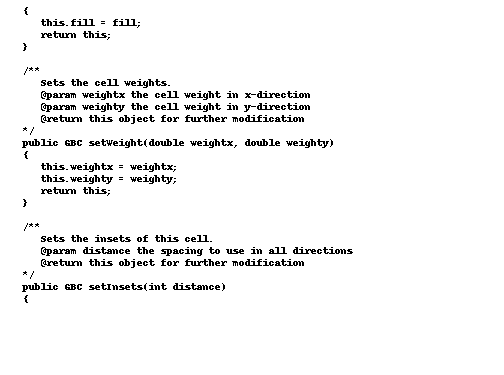 {
this.fill = fill;
return this;
}
/**
Sets the cell weights.
@param weightx the cell weight in x-direction
@param weighty the cell weight in y-direction
@return this object for further modification
*/
public GBC setWeight(double weightx, double weighty)
{
this.weightx = weightx;
this.weighty = weighty;
return this;
}
/**
Sets the insets of this cell.
@param distance the spacing to use in all directions
@return this object for further modification
*/
public GBC setInsets(int distance)
{